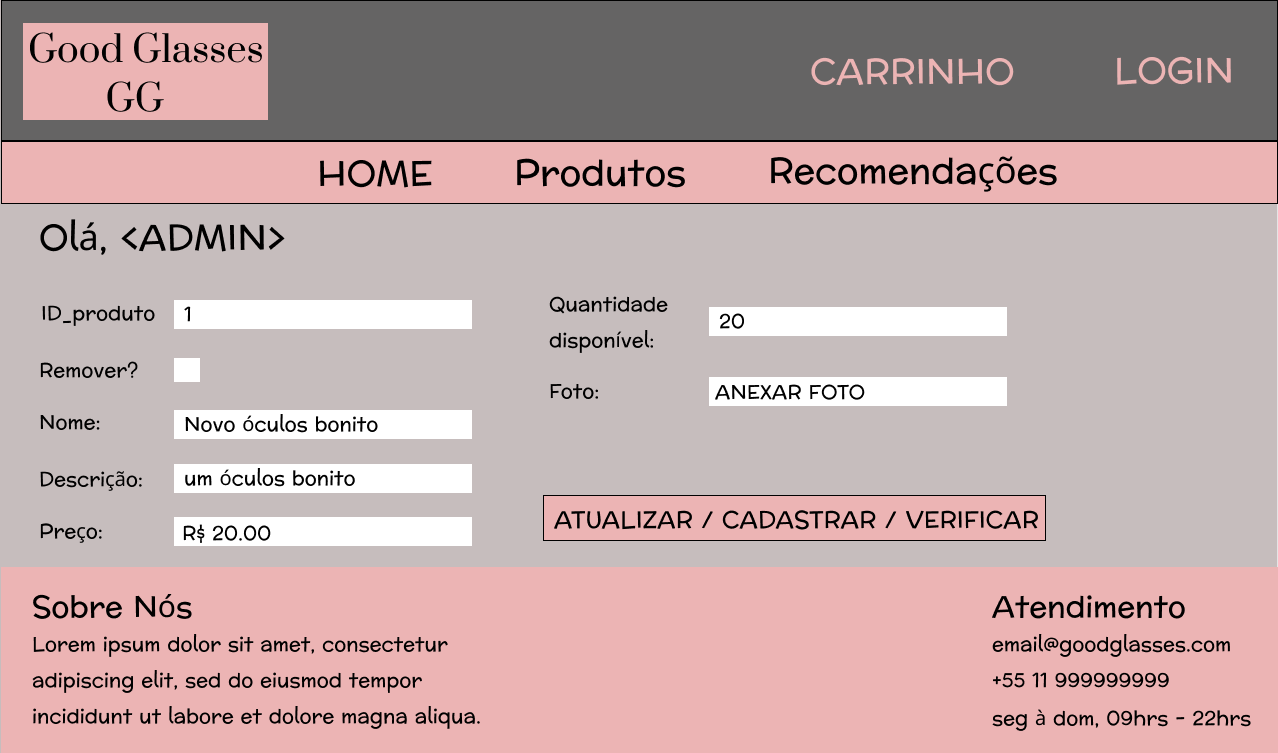 Good Glasses
GG
CARRINHO
LOGIN
HOME
Produtos
Recomendações
Olá, <ADMIN>
ID_produto
1
Remover?
Nome:
Novo óculos bonito
Descrição:
um óculos bonito
Preço:
R$ 20.00
Quantidade
disponível:
20
Foto:
ANEXAR FOTO
ATUALIZAR / CADASTRAR / VERIFICAR
Sobre Nós
Lorem ipsum dolor sit amet, consectetur
adipiscing elit, sed do eiusmod tempor
incididunt ut labore et dolore magna aliqua.
Atendimento
email@goodglasses.com
+55 11 999999999
seg à dom, 09hrs - 22hrs